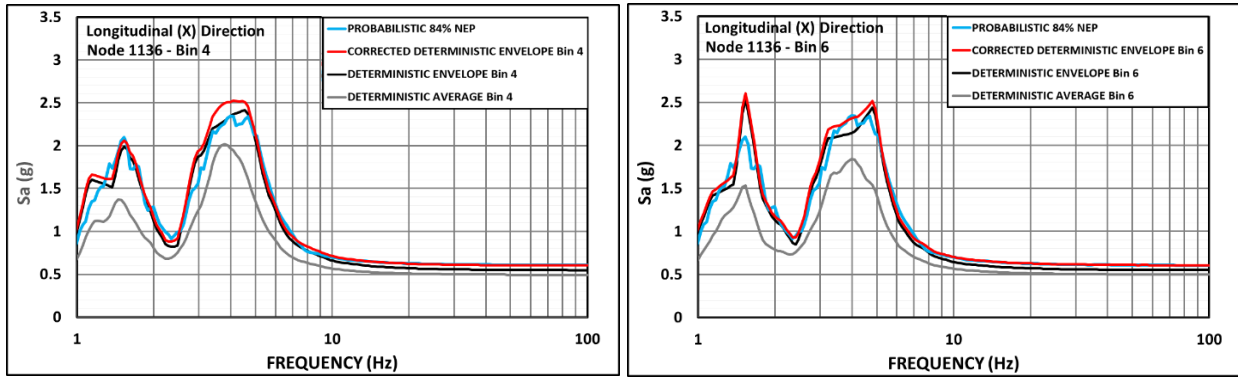 Longitudinal (X) Direction
Node 1136 - Bin 4
PROBABILISTIC 84% NEP
CORRECTED DETERMINISTIC ENVELOPE Bin 4
DETERMINISTIC ENVELOPE Bin 4
DETERMINISTIC AVERAGE Bin 4
3.5
3
2.5
2
1.5
1
0.5
0
Sa (g)
1
10
100
FREQUENCY (Hz)
Longitudinal (X) Direction
Node 1136 - Bin 6
PROBABILISTIC 84% NEP
CORRECTED DETERMINISTIC ENVELOPE Bin 6
DETERMINISTIC ENVELOPE Bin 6
DETERMINISTIC AVERAGE Bin 6
3.5
3
2.5
2
1.5
1
0.5
0
Sa (g)
1
10
100
FREQUENCY (Hz)